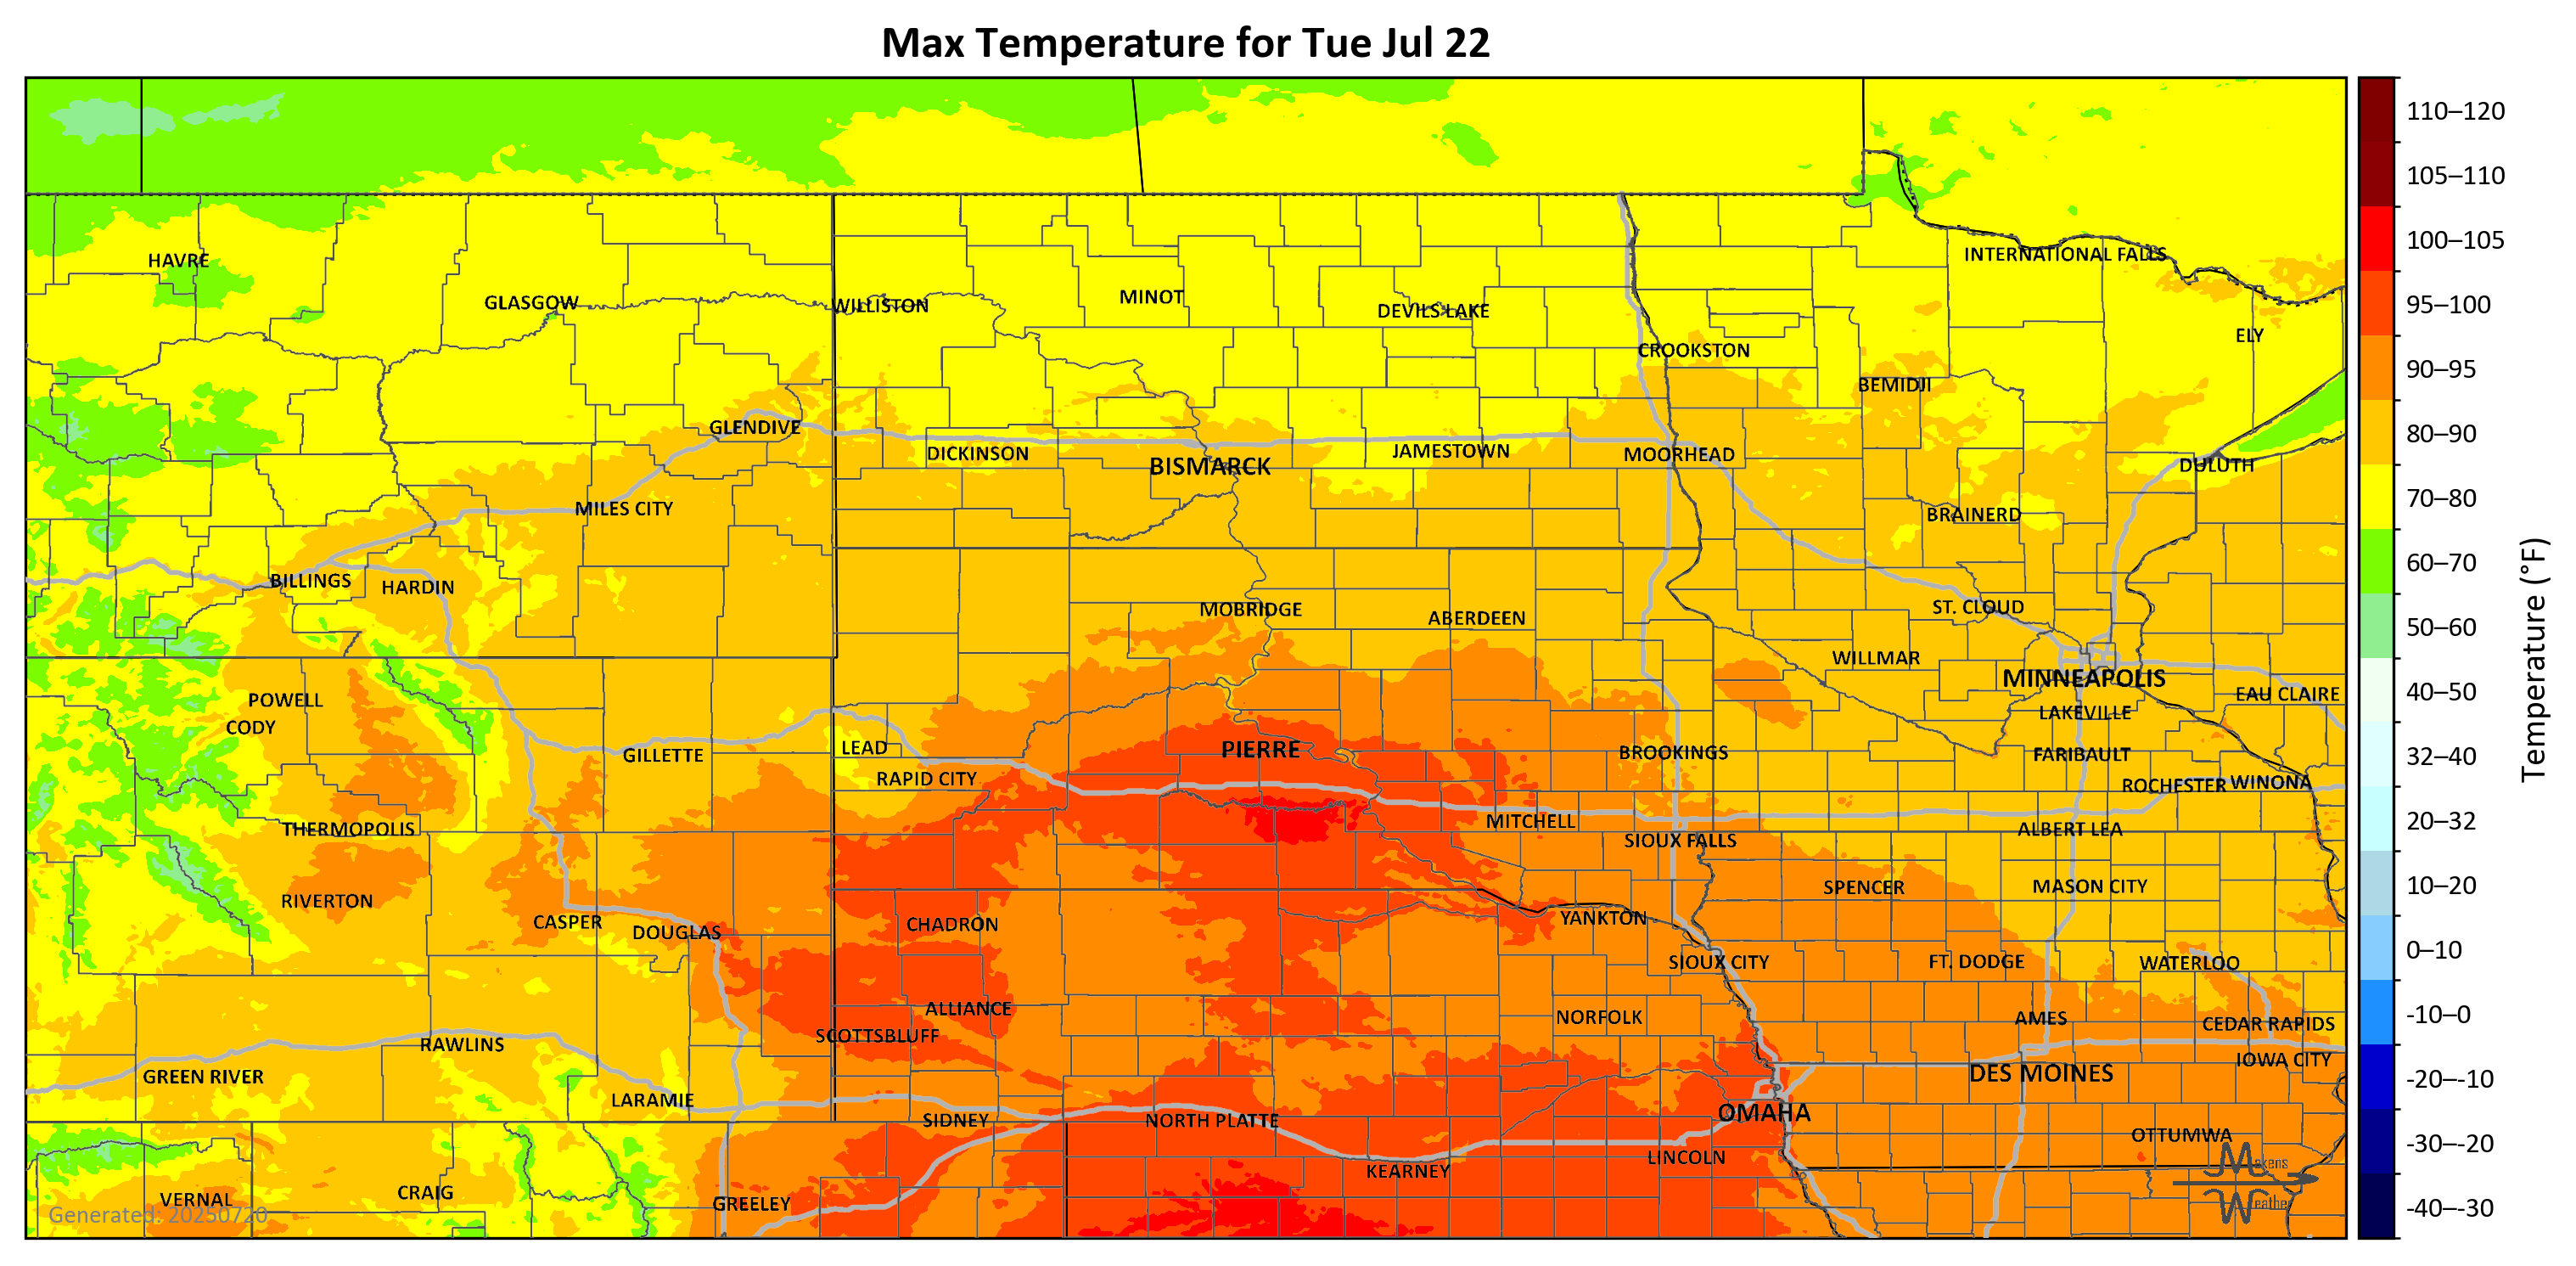 Max Temperature for Tue Jul 22
110–120
105–110
HAVRE
INTERNATIONAL FALLS
100–105
GLASGOW
WILLISTON
MINOT
DEVILS LAKE
95–100
CROOKSTON
ELY
BEMIDJI
90–95
GLENDIVE
DICKINSON
BISMARCK
JAMESTOWN
MOORHEAD
DULUTH
80–90
MILES CITY
BRAINERD
70–80
BILLINGS
HARDIN
60–70
MOBRIDGE
ABERDEEN
ST. CLOUD
50–60
WILLMAR
MINNEAPOLIS
POWELL
EAU CLAIRE
40–50
CODY
LAKEVILLE
GILLETTE
LEAD
PIERRE
BROOKINGS
FARIBAULT
32–40
RAPID CITY
ROCHESTER
WINONA
Temperature (°F)
THERMOPOLIS
MITCHELL
SIOUX FALLS
ALBERT LEA
20–32
RIVERTON
SPENCER
MASON CITY
10–20
CASPER
DOUGLAS
CHADRON
YANKTON
SIOUX CITY
FT. DODGE
WATERLOO
0–10
ALLIANCE
NORFOLK
AMES
CEDAR RAPIDS
-10–0
RAWLINS
SCOTTSBLUFF
IOWA CITY
GREEN RIVER
DES MOINES
-20–-10
LARAMIE
SIDNEY
NORTH PLATTE
OMAHA
OTTUMWA
-30–-20
KEARNEY
LINCOLN
Makens
Weather
VERNAL
CRAIG
GREELEY
-40–-30
Generated: 20250720